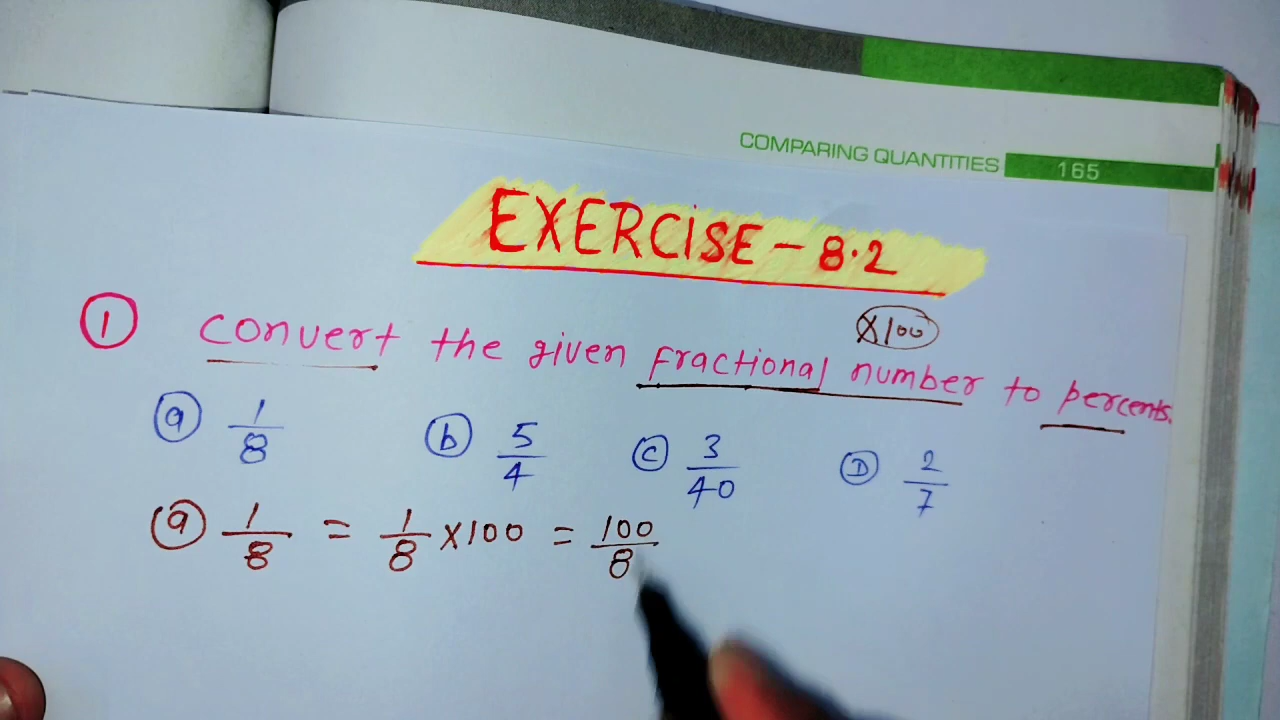 COMPARING QUANTITIES 165
EXERCISE - 8.2
×100
① Convert the given fractional number to percents.
ⓐ 1/8 ⓑ 5/4 ⓒ 3/40 Ⓓ 2/7
ⓐ 1/8 = 1/8 ×100 = 100/8